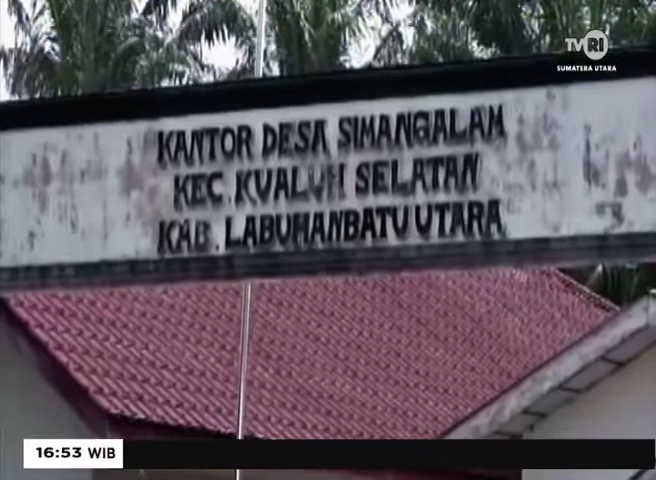 TVRI
SUMATERA UTARA
KANTOR DESA SIMANGALAM
KEC. KUALUH SELATAN
KAB. LABUHANBATU UTARA
16:53 WIB